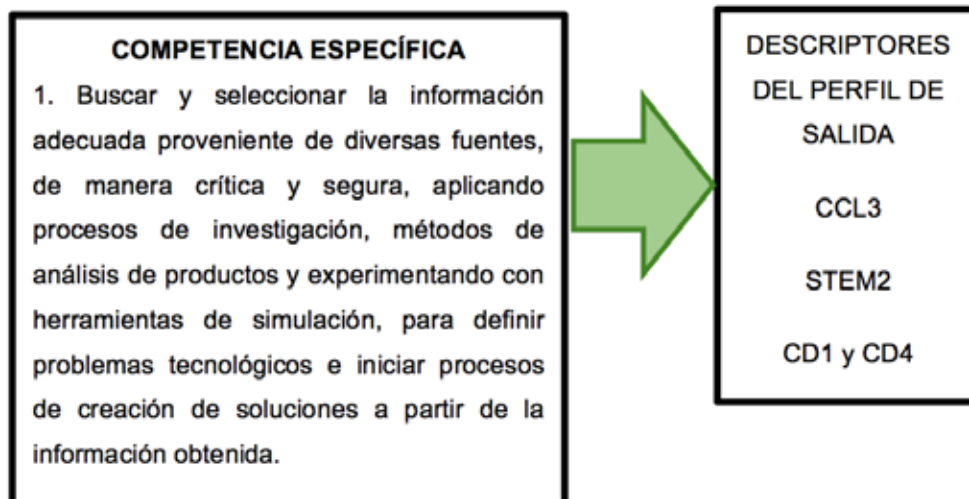 COMPETENCIA ESPECÍFICA
1. Buscar y seleccionar la información
adecuada proveniente de diversas fuentes,
de manera crítica y segura, aplicando
procesos de investigación, métodos de
análisis de productos y experimentando con
herramientas de simulación, para definir
problemas tecnológicos e iniciar procesos
de creación de soluciones a partir de la
información obtenida.
DESCRIPTORES
DEL PERFIL DE
SALIDA
CCL3
STEM2
CD1 y CD4